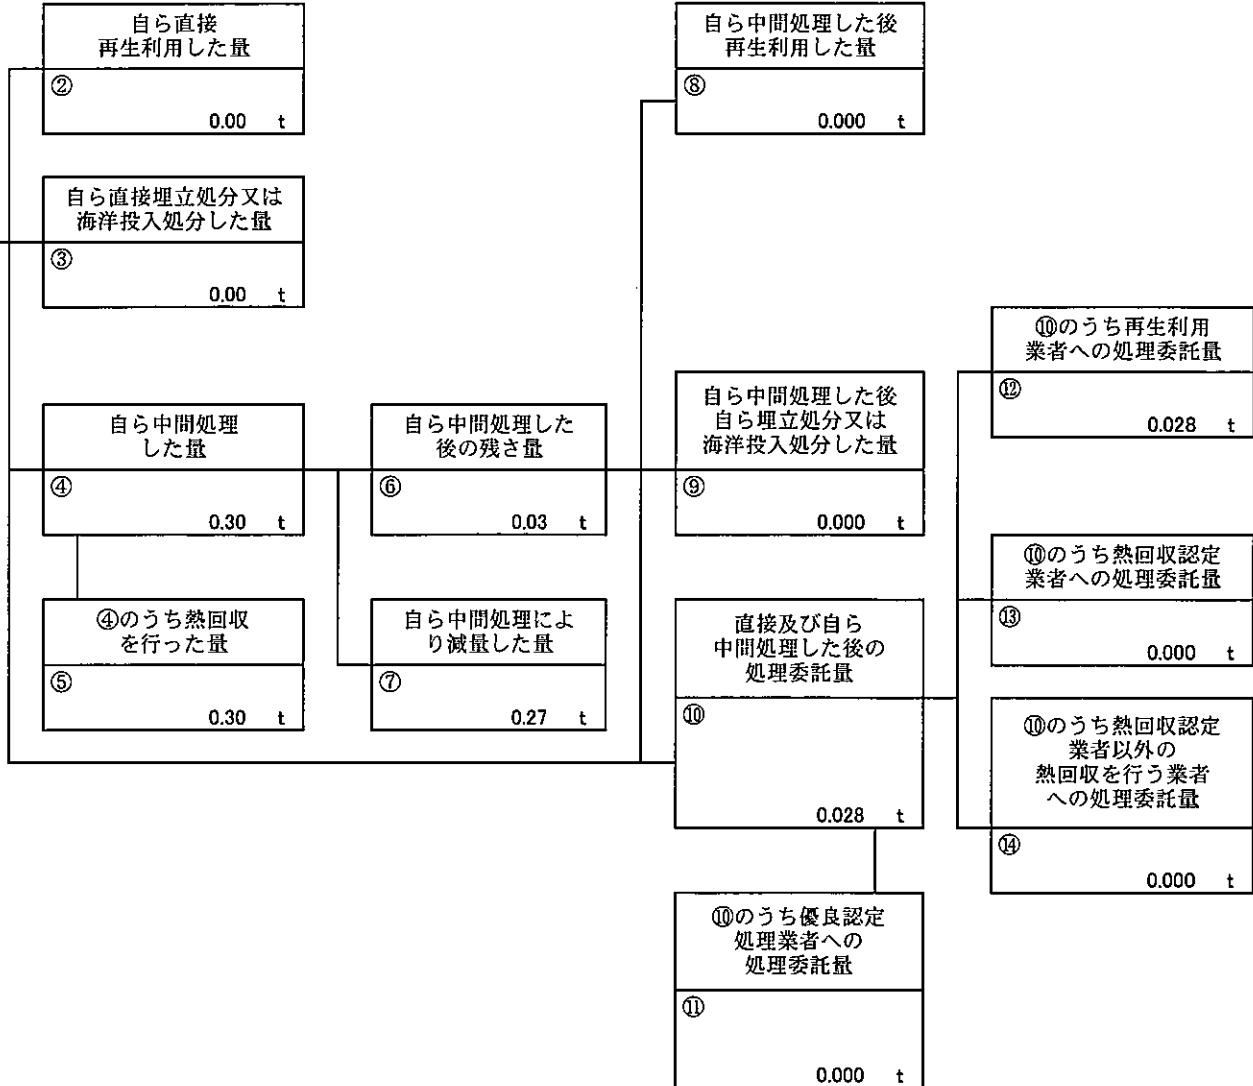 自ら直接
再生利用した量
②
0.00 t
自ら直接埋立処分又は
海洋投入処分した量
③
0.00 t
自ら中間処理
した量
④
0.30 t
④のうち熱回収
を行った量
⑤
0.30 t
自ら中間処理した
後の残さ量
⑥
0.03 t
自ら中間処理によ
り減量した量
⑦
0.27 t
自ら中間処理した後
再生利用した量
⑧
0.000 t
自ら中間処理した後
自ら埋立処分又は
海洋投入処分した量
⑨
0.000 t
直接及び自ら
中間処理した後の
処理委託量
⑩
0.028 t
⑩のうち優良認定
処理業者への
処理委託量
⑪
0.000 t
⑩のうち再生利用
業者への処理委託量
⑫
0.028 t
⑩のうち熱回収認定
業者への処理委託量
⑬
0.000 t
⑩のうち熱回収認定
業者以外の
熱回収を行う業者
への処理委託量
⑭
0.000 t